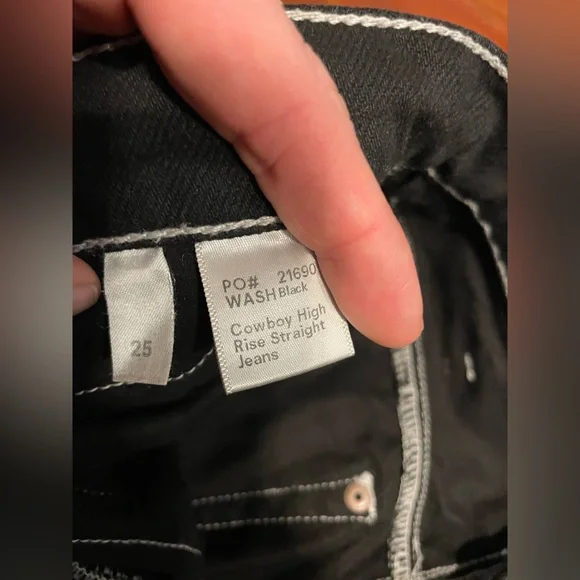 PO# 21690
WASH Black
Cowboy High
Rise Straight
Jeans
25